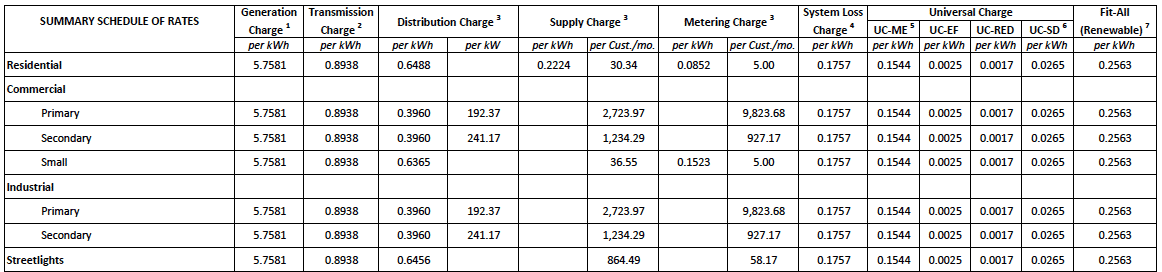 SUMMARY SCHEDULE OF RATES Generation Charge 1 Transmission Charge 2 Distribution Charge 3 Supply Charge 3 Metering Charge 3 System Loss Charge 4 Universal Charge Fit-All (Renewable) 7
UC-ME 5 UC-EF UC-RED UC-SD 6
per kWh per kWh per kWh per kW per kWh per Cust./mo. per kWh per Cust./mo. per kWh per kWh per kWh per kWh per kWh per kWh
Residential 5.7581 0.8938 0.6488 0.2224 30.34 0.0852 5.00 0.1757 0.1544 0.0025 0.0017 0.0265 0.2563
Commercial
Primary 5.7581 0.8938 0.3960 192.37 2,723.97 9,823.68 0.1757 0.1544 0.0025 0.0017 0.0265 0.2563
Secondary 5.7581 0.8938 0.3960 241.17 1,234.29 927.17 0.1757 0.1544 0.0025 0.0017 0.0265 0.2563
Small 5.7581 0.8938 0.6365 36.55 0.1523 5.00 0.1757 0.1544 0.0025 0.0017 0.0265 0.2563
Industrial
Primary 5.7581 0.8938 0.3960 192.37 2,723.97 9,823.68 0.1757 0.1544 0.0025 0.0017 0.0265 0.2563
Secondary 5.7581 0.8938 0.3960 241.17 1,234.29 927.17 0.1757 0.1544 0.0025 0.0017 0.0265 0.2563
Streetlights 5.7581 0.8938 0.6456 864.49 58.17 0.1757 0.1544 0.0025 0.0017 0.0265 0.2563